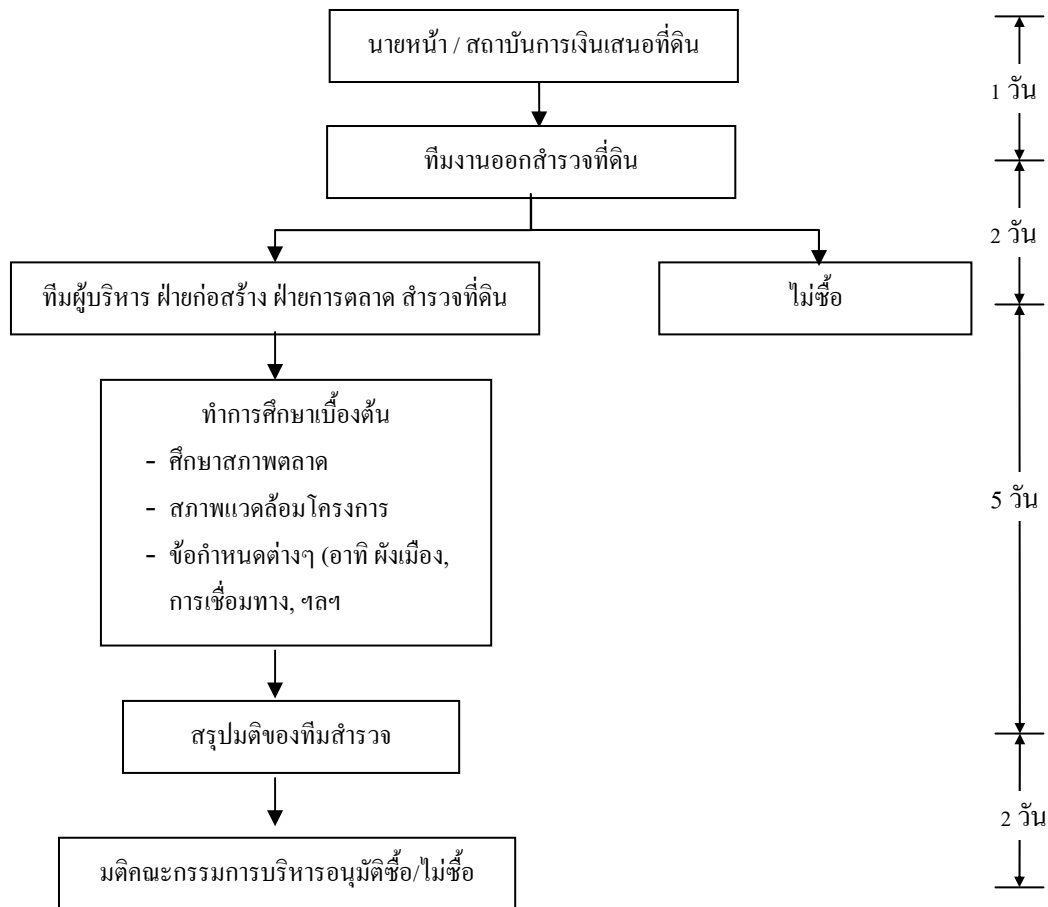 นายหน้า / สถาบันการเงินเสนอที่ดิน
1 วัน
ทีมงานออกสำรวจที่ดิน
2 วัน
ทีมผู้บริหาร ฝ่ายก่อสร้าง ฝ่ายการตลาด สำรวจที่ดิน
ไม่ซื้อ
ทำการศึกษาเบื้องต้น
- ศึกษาสภาพตลาด
- สภาพแวดล้อมโครงการ
- ข้อกำหนดต่างๆ (อาทิ ผังเมือง,
การเชื่อมทาง, ฯลฯ
5 วัน
สรุปมติของทีมสำรวจ
2 วัน
มติคณะกรรมการบริหารอนุมัติซื้อ/ไม่ซื้อ